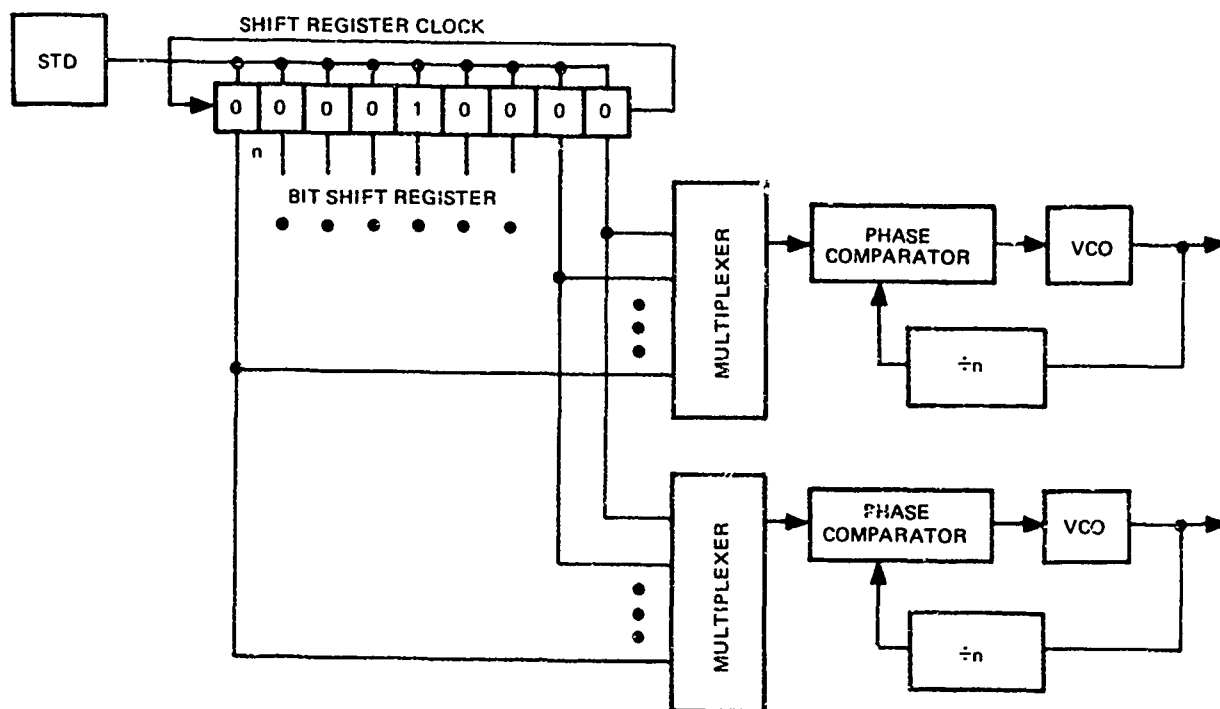 SHIFT REGISTER CLOCK
STD
0 0 0 0 1 0 0 0 0
n
BIT SHIFT REGISTER
MULTIPLEXER
PHASE
COMPARATOR
VCO
÷n
MULTIPLEXER
PHASE
COMPARATOR
VCO
÷n